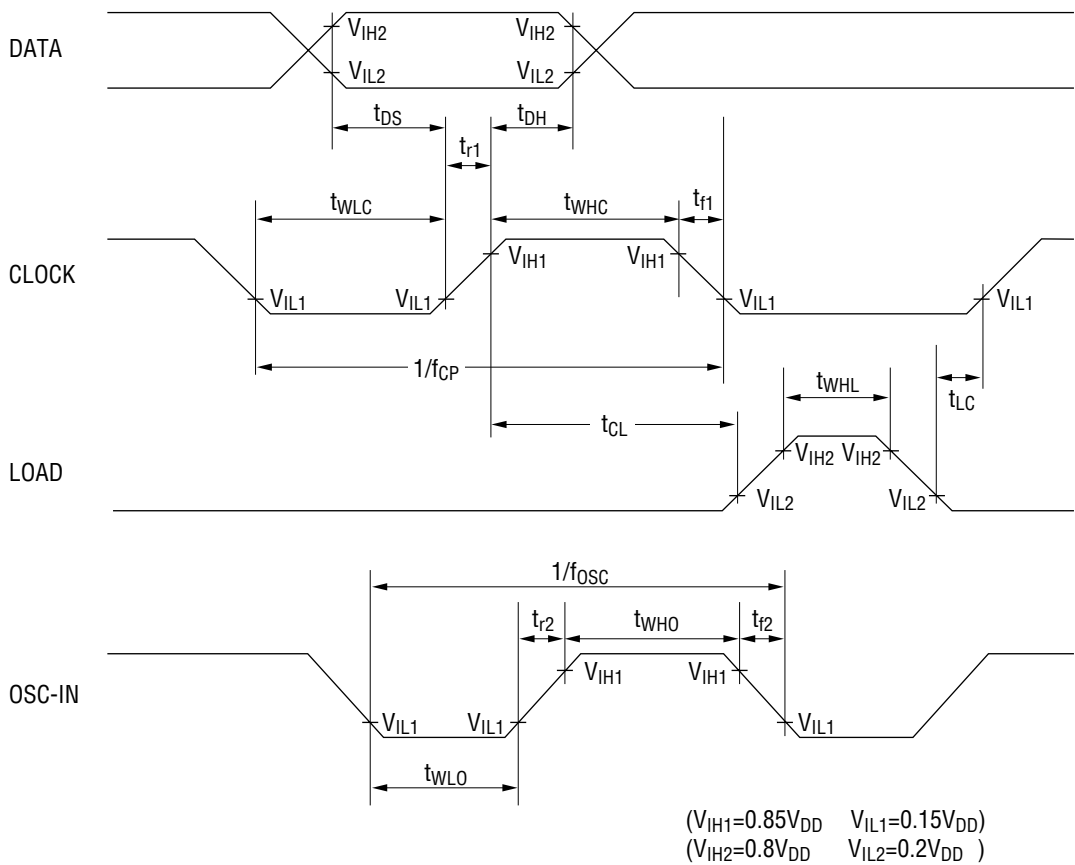 DATA
VIH2 VIH2
VIL2 VIL2
tDS tDH
tr1
tWLC tWHC tf1
CLOCK
VIH1 VIH1
VIL1 VIL1 VIL1 VIL1
1/fCP tWHL
tLC
tCL
LOAD
VIH2 VIH2
VIL2 VIL2
1/fOSC
tr2 tWHO tf2
OSC-IN
VIH1 VIH1
VIL1 VIL1 VIL1
tWLO
(VIH1=0.85VDD VIL1=0.15VDD)
(VIH2=0.8VDD VIL2=0.2VDD )